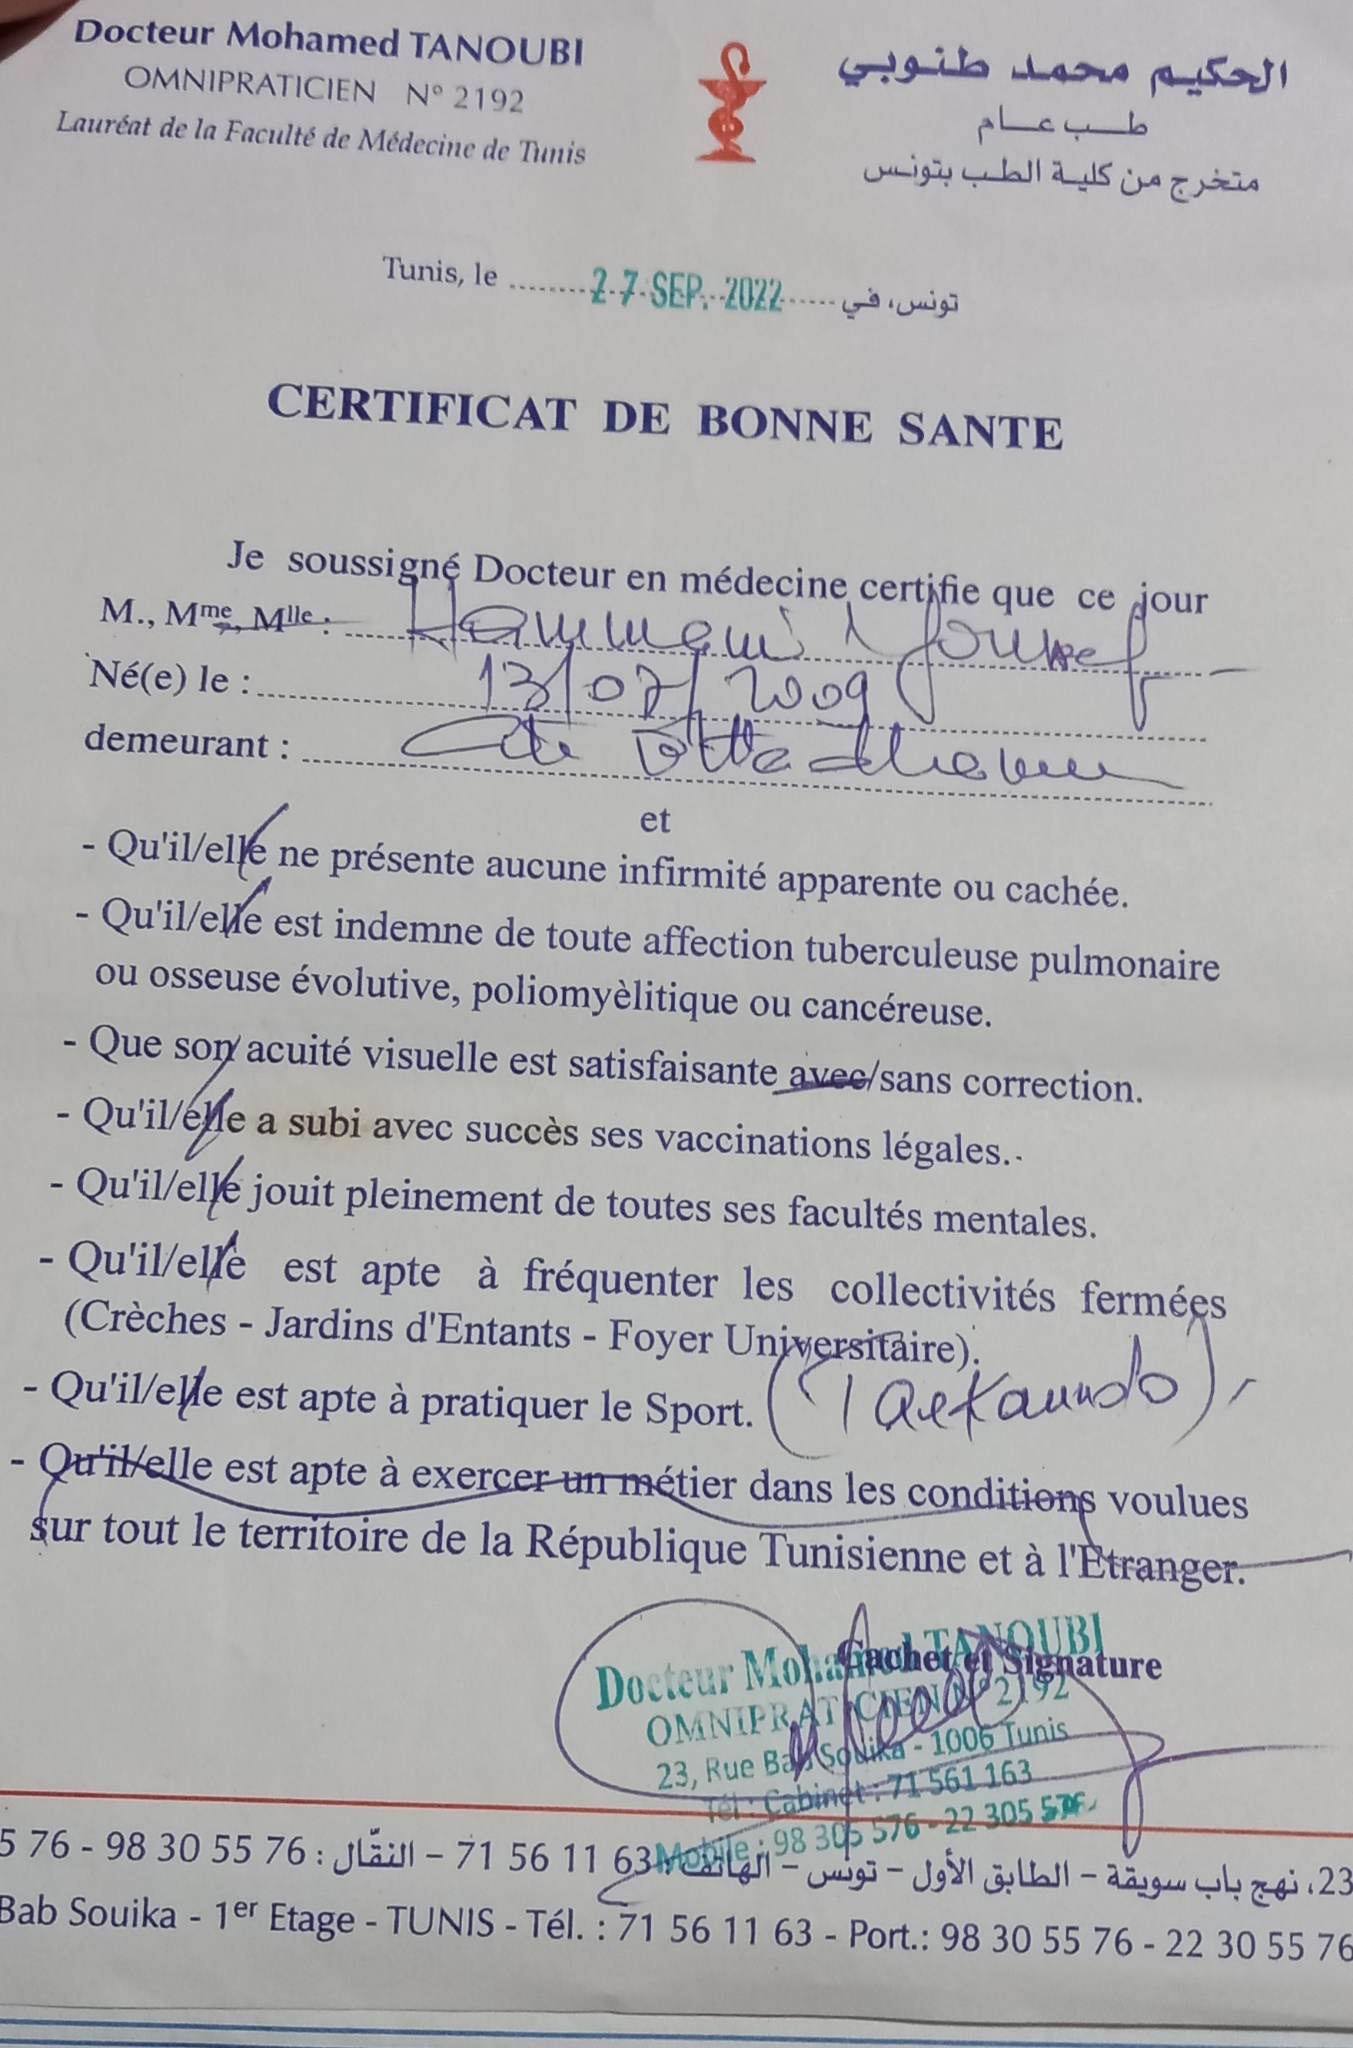 Docteur Mohamed TANOUBI
OMNIPRATICIEN N° 2192
Lauréat de la Faculté de Médecine de Tunis
الحكيم محمد طنوبي
طب عام
متخرج من كلية الطب بتونس
Tunis, le ........ 27 SEP. 2022 ...... تونس، في
CERTIFICAT DE BONNE SANTE
Je soussigné Docteur en médecine certifie que ce jour
M., Mme, Mlle : Hammami Youssef
Né(e) le : 13/07/2009
demeurant : Cité Ettadhamen
et
- Qu'il/elle ne présente aucune infirmité apparente ou cachée.
- Qu'il/elle est indemne de toute affection tuberculeuse pulmonaire
ou osseuse évolutive, poliomyèlitique ou cancéreuse.
- Que son acuité visuelle est satisfaisante avec/sans correction.
- Qu'il/elle a subi avec succès ses vaccinations légales..
- Qu'il/elle jouit pleinement de toutes ses facultés mentales.
- Qu'il/elle est apte à fréquenter les collectivités fermées
(Crèches - Jardins d'Entants - Foyer Universitaire).
- Qu'il/elle est apte à pratiquer le Sport. (Taekwondo),
- Qu'il/elle est apte à exercer un métier dans les conditions voulues
sur tout le territoire de la République Tunisienne et à l'Etranger.
Cachet et Signature
Docteur Mohamed TANOUBI
OMNIPRATICIEN N° 2192
23, Rue Bab Souika - 1006 Tunis
Tél : Cabinet : 71 561 163
Mobile : 98 305 576 - 22 305 576
23، نهج باب سويقة – الطابق الأول – تونس – الهاتف : 71 56 11 63 – النقّال : 98 30 55 76 - 5 76
Bab Souika - 1er Etage - TUNIS - Tél. : 71 56 11 63 - Port.: 98 30 55 76 - 22 30 55 76